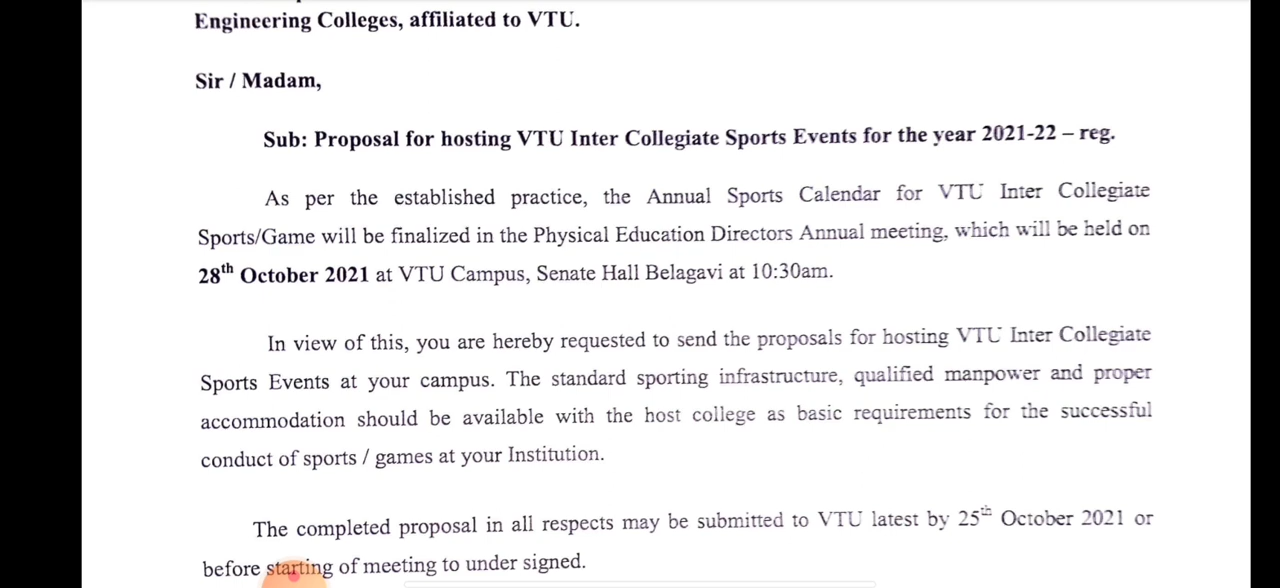 Engineering Colleges, affiliated to VTU.
Sir / Madam,
Sub: Proposal for hosting VTU Inter Collegiate Sports Events for the year 2021-22 – reg.
As per the established practice, the Annual Sports Calendar for VTU Inter Collegiate
Sports/Game will be finalized in the Physical Education Directors Annual meeting, which will be held on
28th October 2021 at VTU Campus, Senate Hall Belagavi at 10:30am.
In view of this, you are hereby requested to send the proposals for hosting VTU Inter Collegiate
Sports Events at your campus. The standard sporting infrastructure, qualified manpower and proper
accommodation should be available with the host college as basic requirements for the successful
conduct of sports / games at your Institution.
The completed proposal in all respects may be submitted to VTU latest by 25th October 2021 or
before starting of meeting to under signed.